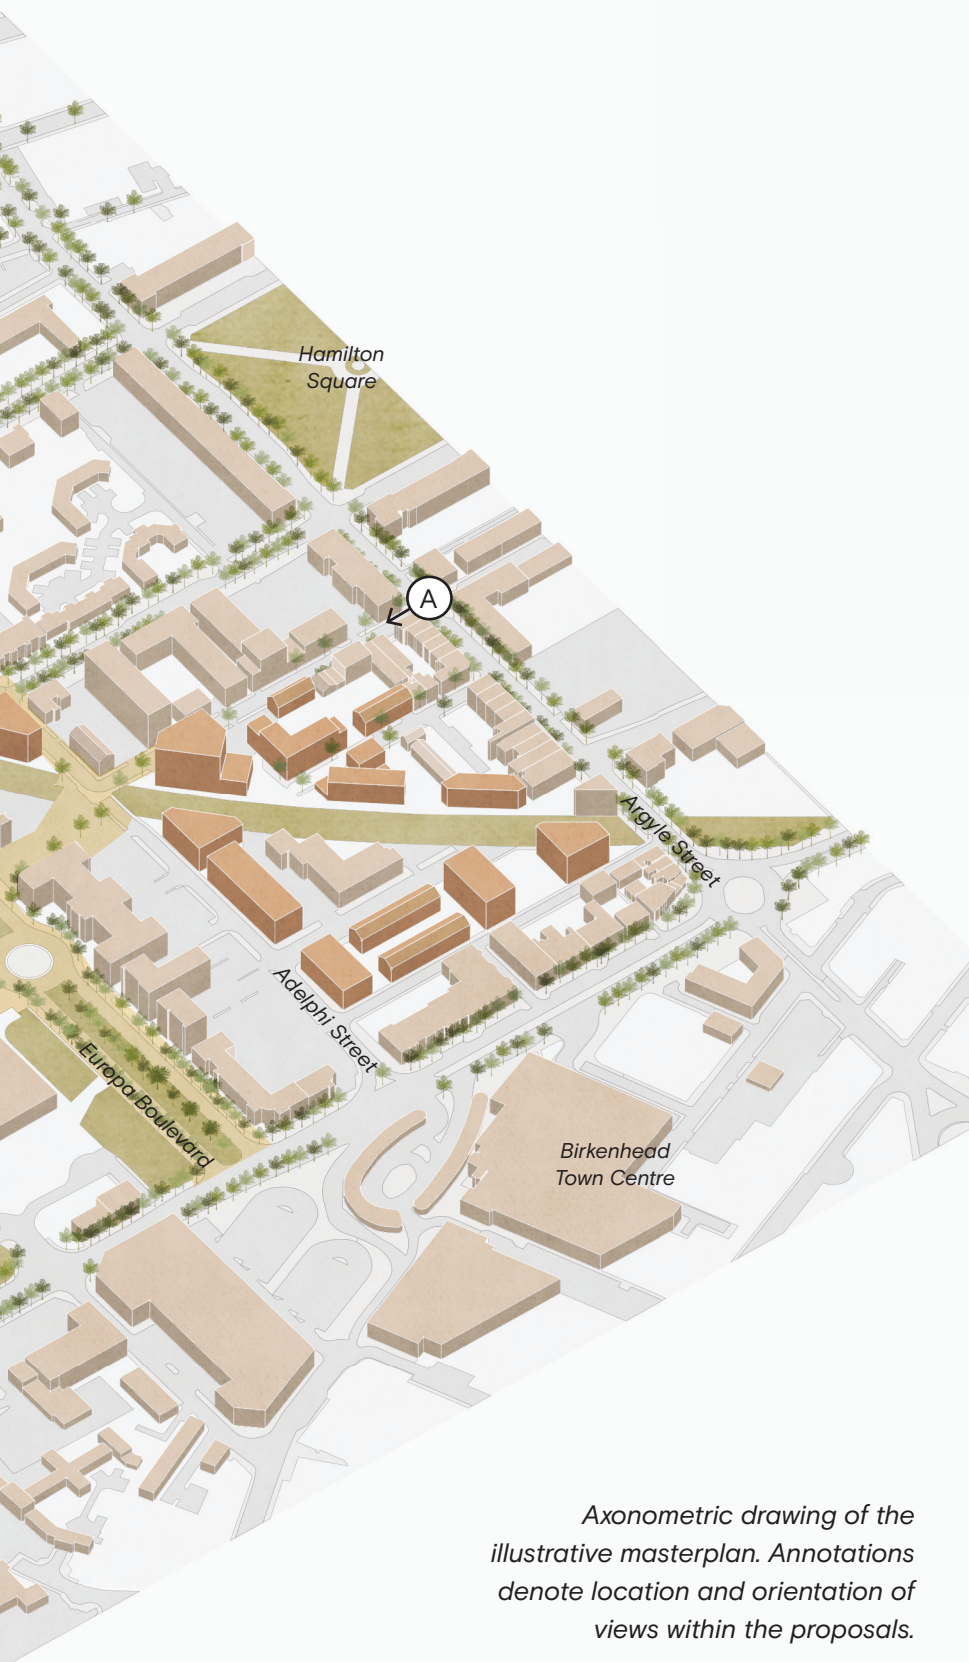 Hamilton
Square
A
Argyle Street
Adelphi Street
Europa Boulevard
Birkenhead
Town Centre
Axonometric drawing of the
illustrative masterplan. Annotations
denote location and orientation of
views within the proposals.